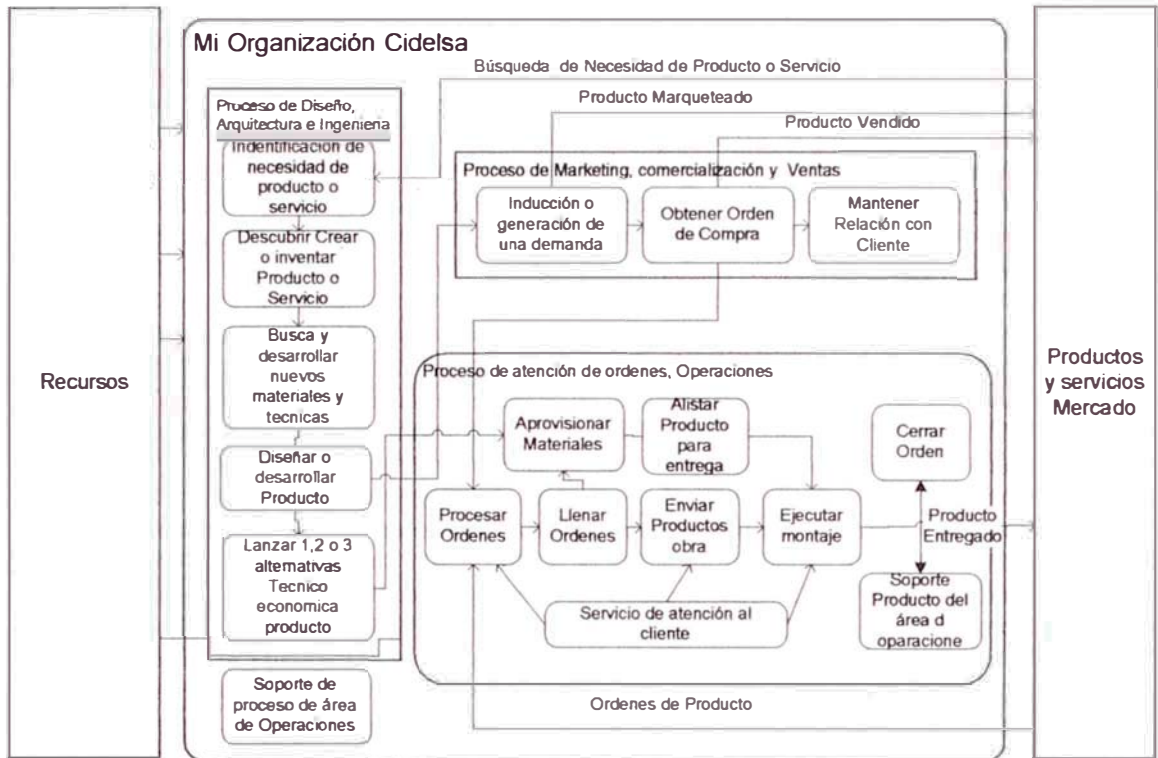 Mi Organización Cidelsa
Búsqueda de Necesidad de Producto o Servicio
Producto Marqueteado
Producto Vendido
Recursos
Proceso de Diseño,
Arquitectura e Ingenieria
Indentificación de
necesidad de
producto o
servicio
Descubrir Crear
o inventar
Producto o
Servicio
Busca y
desarrollar
nuevos
materiales y
tecnicas
Diseñar o
desarrollar
Producto
Lanzar 1,2 o 3
alternativas
Tecnico
economica
producto
Soporte de
proceso de área
de Operaciones
Proceso de Marketing, comercialización y Ventas
Inducción o
generación de
una demanda
Obtener Orden
de Compra
Mantener
Relación con
Cliente
Proceso de atención de ordenes, Operaciones
Aprovisionar
Materiales
Alistar
Producto
para
entrega
Cerrar
Orden
Procesar
Ordenes
Llenar
Ordenes
Enviar
Productos
obra
Ejecutar
montaje
Producto
Entregado
Servicio de atención al
cliente
Soporte
Producto del
área d
oparacione
Ordenes de Producto
Productos
y servicios
Mercado